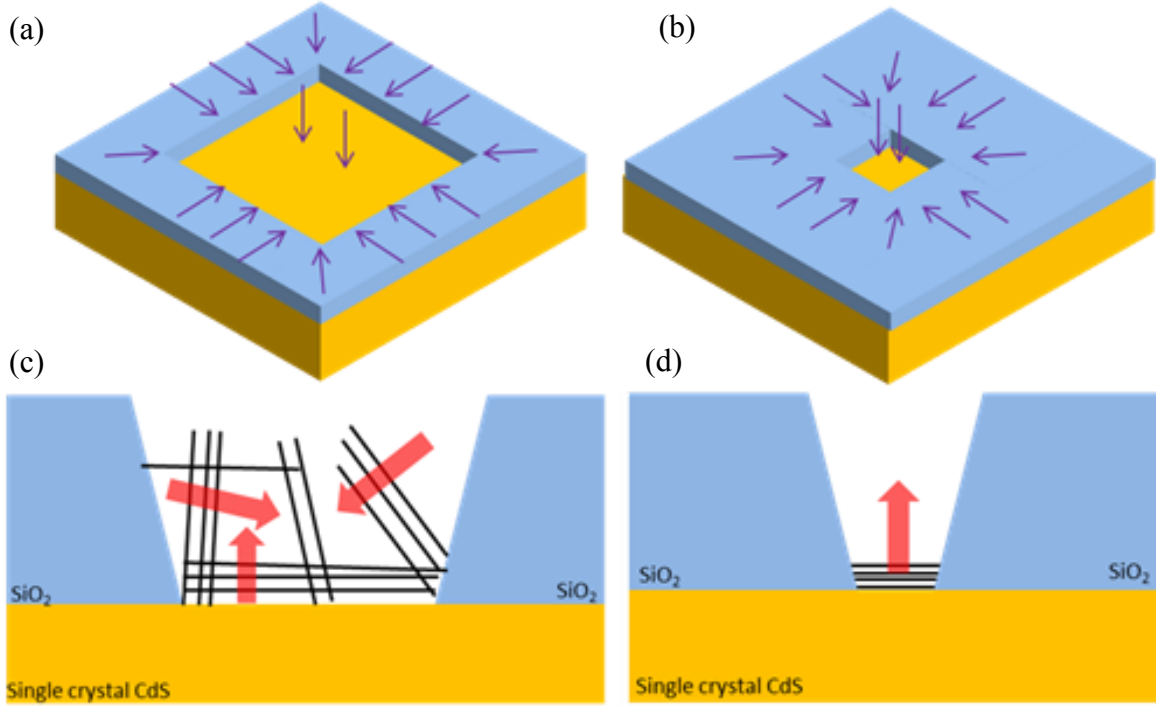 (a)
(b)
(c)
(d)
SiO₂
SiO₂
SiO₂
SiO₂
Single crystal CdS
Single crystal CdS